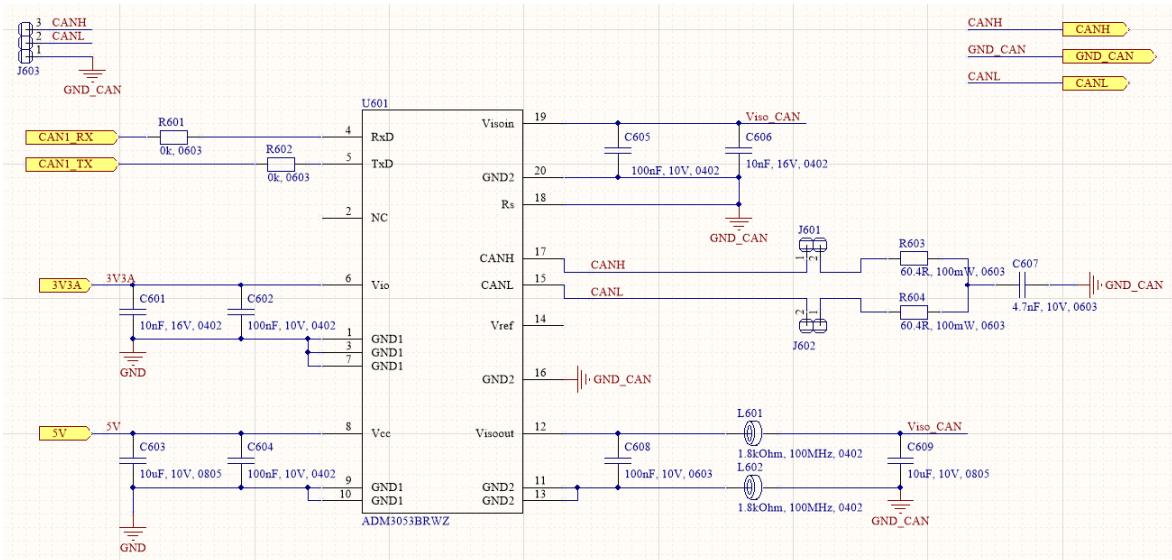 3 CANH
2 CANL
1
J603
GND_CAN
CANH CANH
GND_CAN GND_CAN
CANL CANL
U601
CAN1_RX R601 0k, 0603 4 RxD
CAN1_TX R602 0k, 0603 5 TxD
2 NC
3V3A 3V3A 6 Vio
C601 10nF, 16V, 0402
C602 100nF, 10V, 0402
1 GND1
3 GND1
7 GND1
GND
5V 5V 8 Vcc
C603 10uF, 10V, 0805
C604 100nF, 10V, 0402
9 GND1
10 GND1
GND
ADM3053BRWZ
Visoin 19 Viso_CAN
C605 100nF, 10V, 0402
C606 10nF, 16V, 0402
GND2 20
Rs 18
GND_CAN
CANH 17 CANH
CANL 15 CANL
J601
1 2
J602
2 1
R603
60.4R, 100mW, 0603
R604
60.4R, 100mW, 0603
C607
4.7nF, 10V, 0603
GND_CAN
Vref 14
GND2 16 GND_CAN
Visoout 12
C608
100nF, 10V, 0603
L601
1.8kOhm, 100MHz, 0402
L602
1.8kOhm, 100MHz, 0402
Viso_CAN
C609
10uF, 10V, 0805
GND2 11
GND2 13
GND_CAN